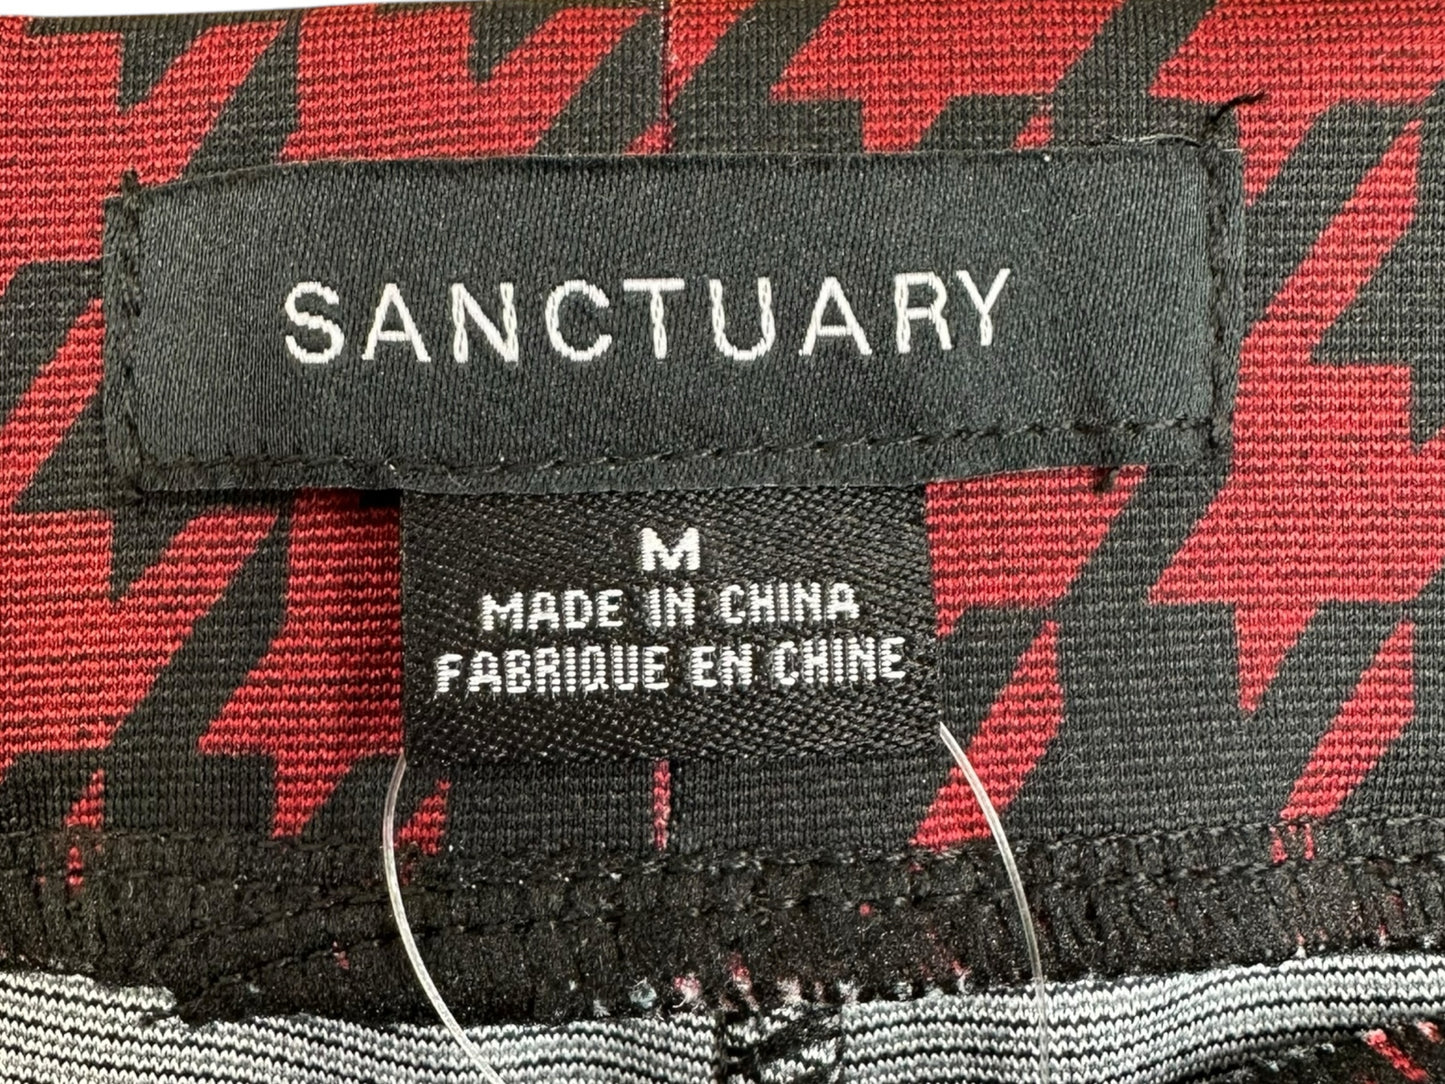 SANCTUARY
M
MADE IN CHINA
FABRIQUE EN CHINE